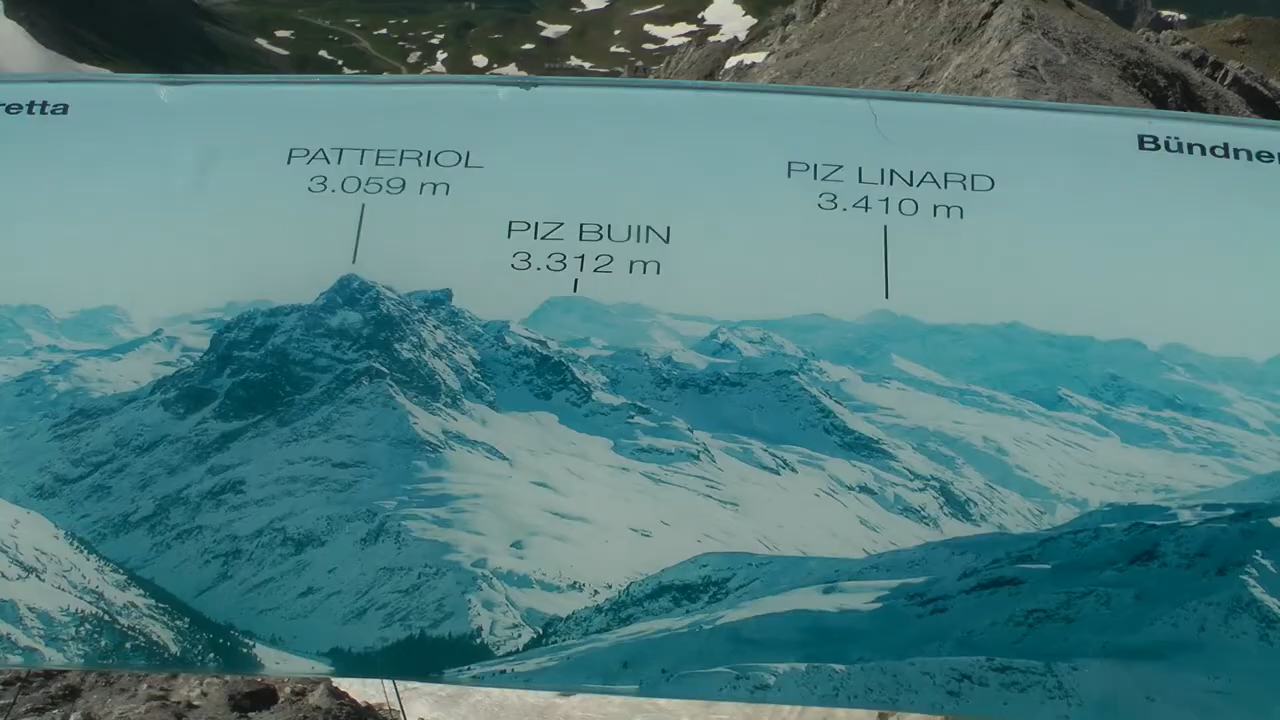 retta
Bündner
PATTERIOL
3.059 m
PIZ BUIN
3.312 m
PIZ LINARD
3.410 m